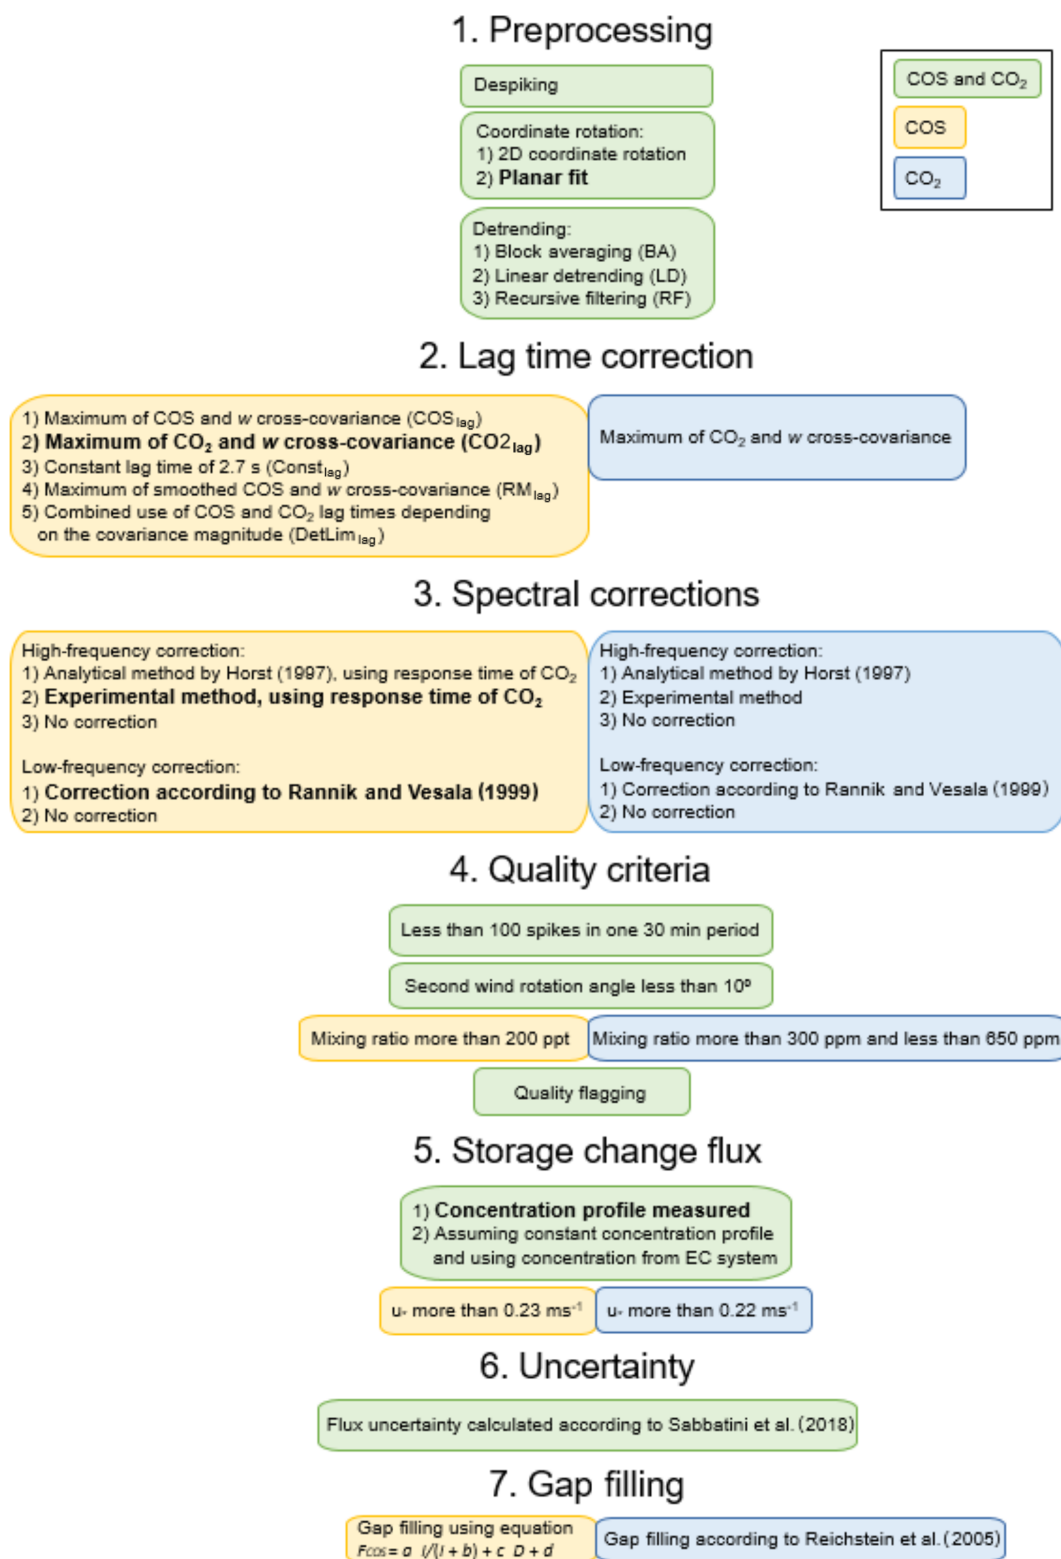 1. Preprocessing
Despiking
Coordinate rotation:
1) 2D coordinate rotation
2) Planar fit
Detrending:
1) Block averaging (BA)
2) Linear detrending (LD)
3) Recursive filtering (RF)
COS and CO₂
COS
CO₂
2. Lag time correction
1) Maximum of COS and w cross-covariance (COS_lag)
2) Maximum of CO₂ and w cross-covariance (CO2_lag)
3) Constant lag time of 2.7 s (Const_lag)
4) Maximum of smoothed COS and w cross-covariance (RM_lag)
5) Combined use of COS and CO₂ lag times depending
on the covariance magnitude (DetLim_lag)
Maximum of CO₂ and w cross-covariance
3. Spectral corrections
High-frequency correction:
1) Analytical method by Horst (1997), using response time of CO₂
2) Experimental method, using response time of CO₂
3) No correction
Low-frequency correction:
1) Correction according to Rannik and Vesala (1999)
2) No correction
High-frequency correction:
1) Analytical method by Horst (1997)
2) Experimental method
3) No correction
Low-frequency correction:
1) Correction according to Rannik and Vesala (1999)
2) No correction
4. Quality criteria
Less than 100 spikes in one 30 min period
Second wind rotation angle less than 10º
Mixing ratio more than 200 ppt
Mixing ratio more than 300 ppm and less than 650 ppm
Quality flagging
5. Storage change flux
1) Concentration profile measured
2) Assuming constant concentration profile
and using concentration from EC system
u* more than 0.23 ms⁻¹
u* more than 0.22 ms⁻¹
6. Uncertainty
Flux uncertainty calculated according to Sabbatini et al. (2018)
7. Gap filling
Gap filling using equation
Fcos = a I/(I + b) + c D + d
Gap filling according to Reichstein et al. (2005)